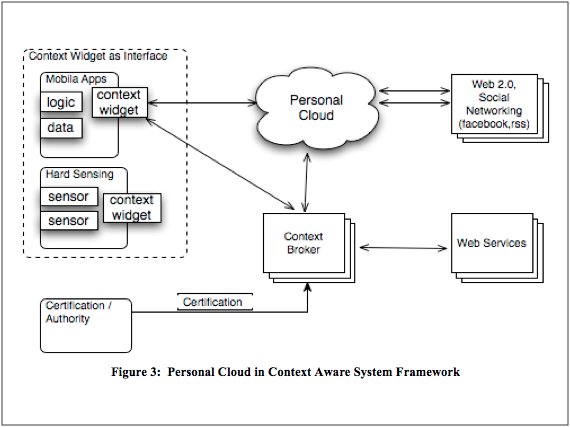 Context Widget as Interface
Mobila Apps
logic
data
context
widget
Hard Sensing
sensor
sensor
context
widget
Personal
Cloud
Web 2.0,
Social
Networking
(facebook,rss)
Context
Broker
Web Services
Certification /
Authority
Certification
Figure 3: Personal Cloud in Context Aware System Framework